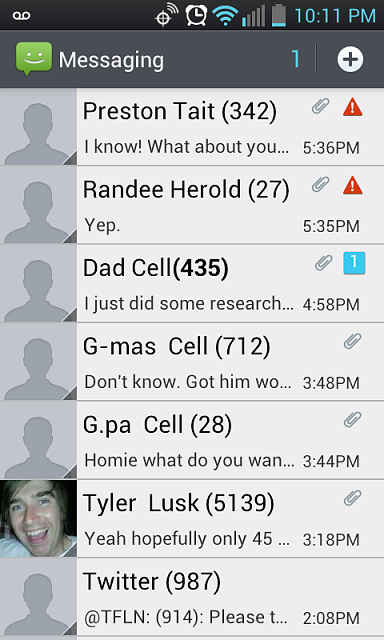 10:11 PM
Messaging 1
Preston Tait (342)
I know! What about you... 5:36PM
Randee Herold (27)
Yep. 5:35PM
Dad Cell(435) 1
I just did some research... 4:58PM
G-mas Cell (712)
Don't know. Got him wo... 3:48PM
G.pa Cell (28)
Homie what do you wan... 3:44PM
Tyler Lusk (5139)
Yeah hopefully only 45 ... 3:18PM
Twitter (987)
@TFLN: (914): Please t... 2:08PM